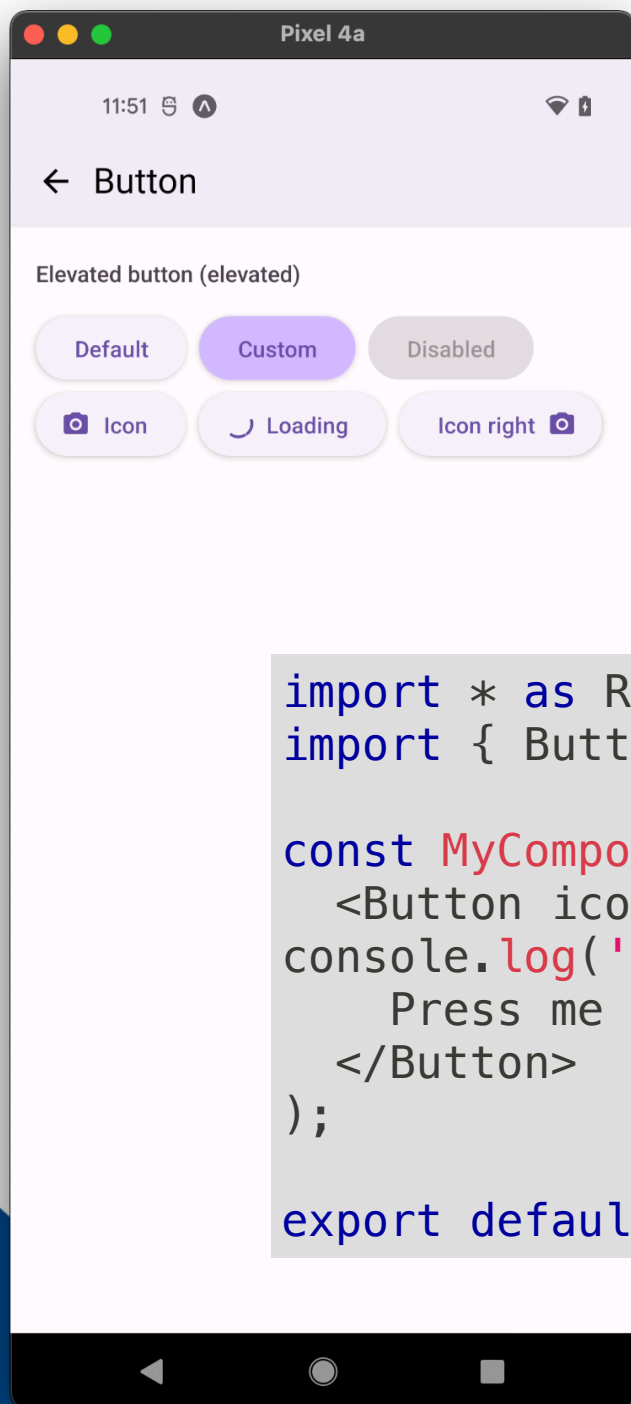 Pixel 4a
11:51
Button
Elevated button (elevated)
Default Custom Disabled
Icon Loading Icon right
import * as R
import { Butt
const MyCompo
<Button ico
console.log('
Press me
</Button>
);
export defaul